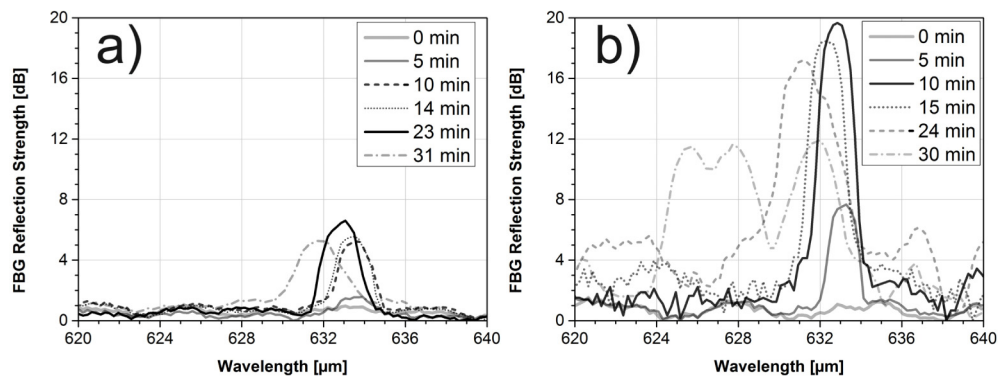 a)
0 min
5 min
10 min
14 min
23 min
31 min
20
16
12
8
4
0
620 624 628 632 636 640
FBG Reflection Strength [dB]
Wavelength [µm]
b)
0 min
5 min
10 min
15 min
24 min
30 min
20
16
12
8
4
0
620 624 628 632 636 640
FBG Reflection Strength [dB]
Wavelength [µm]